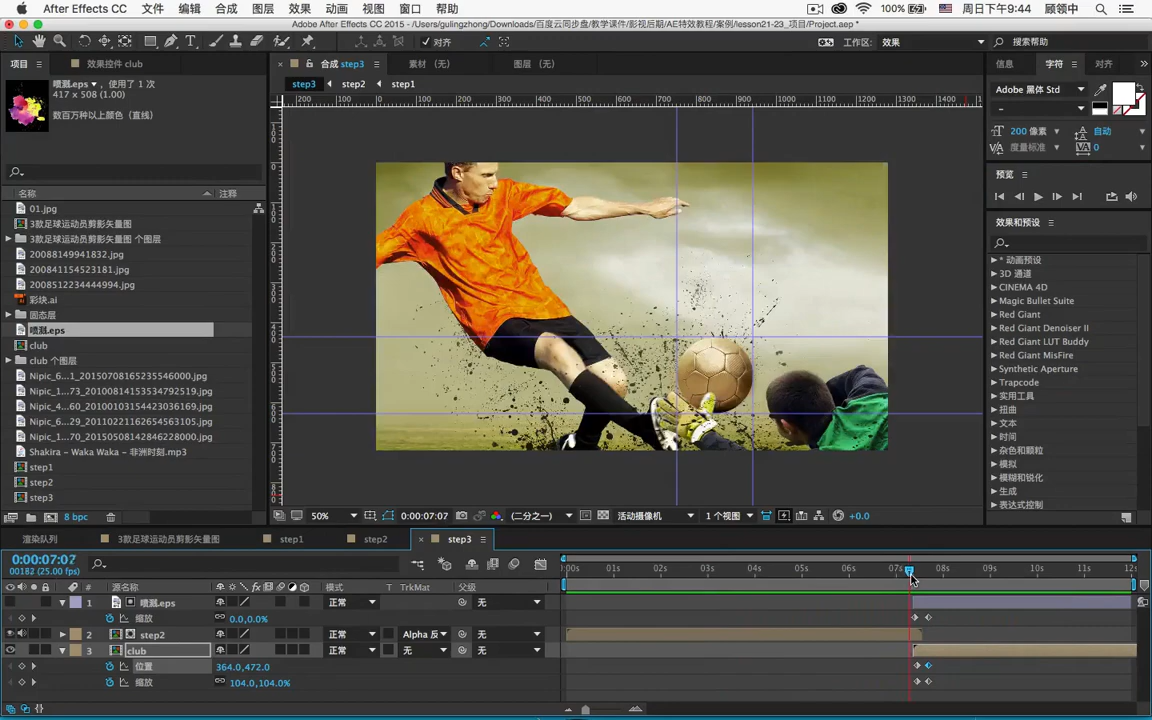 After Effects CC 文件 编辑 合成 图层 效果 动画 视图 窗口 帮助 100% 周日下午9:44 顾领中
Adobe After Effects CC 2015 - /Users/gulingzhong/Downloads/百度云同步盘/教学课件/影视后期/AE特效教程/案例/lesson21-23_项目/Project.aep *
对齐 工作区: 效果 搜索帮助
项目 效果控件 club 合成 step3 素材 (无) 图层 (无) 信息 字符 对齐
step3 step2 step1
喷溅.eps ,使用了 1 次
417 x 508 (1.00)
数百万种以上颜色 (直线)
Adobe 黑体 Std
-
200 像素 自动
度量标准 0
预览
名称 注释
01.jpg
3款足球运动员剪影矢量图
3款足球运动员剪影矢量图 个图层
20088149941832.jpg
200841154523181.jpg
2008512234444994.jpg
彩块.ai
固态层
喷溅.eps
club
club 个图层
Nipic_6...1_20150708165235546000.jpg
Nipic_1...73_20100814153534792519.jpg
Nipic_4...60_20100103154423036169.jpg
Nipic_6...29_20110221162651063105.jpg
Nipic_1...70_20150508142846228000.jpg
Shakira - Waka Waka - 非洲时刻.mp3
step1
step2
step3
效果和预设
* 动画预设
3D 通道
CINEMA 4D
Magic Bullet Suite
Red Giant
Red Giant Denoiser II
Red Giant LUT Buddy
Red Giant MisFire
Synthetic Aperture
Trapcode
实用工具
扭曲
文本
时间
杂色和颗粒
模拟
模糊和锐化
生成
表达式控制
8 bpc 50% 0:00:07:07 (二分之一) 活动摄像机 1 个视图 +0.0
渲染队列 3款足球运动员剪影矢量图 step1 step2 step3
0:00:07:07
00182 (25.00 fps)
:00s 01s 02s 03s 04s 05s 06s 07s 08s 09s 10s 11s 12s
# 源名称 模式 TrkMat 父级
1 喷溅.eps 正常 无
缩放 0.0,0.0%
2 step2 正常 Alpha 反 无
3 club 正常 无 无
位置 364.0,472.0
缩放 104.0,104.0%